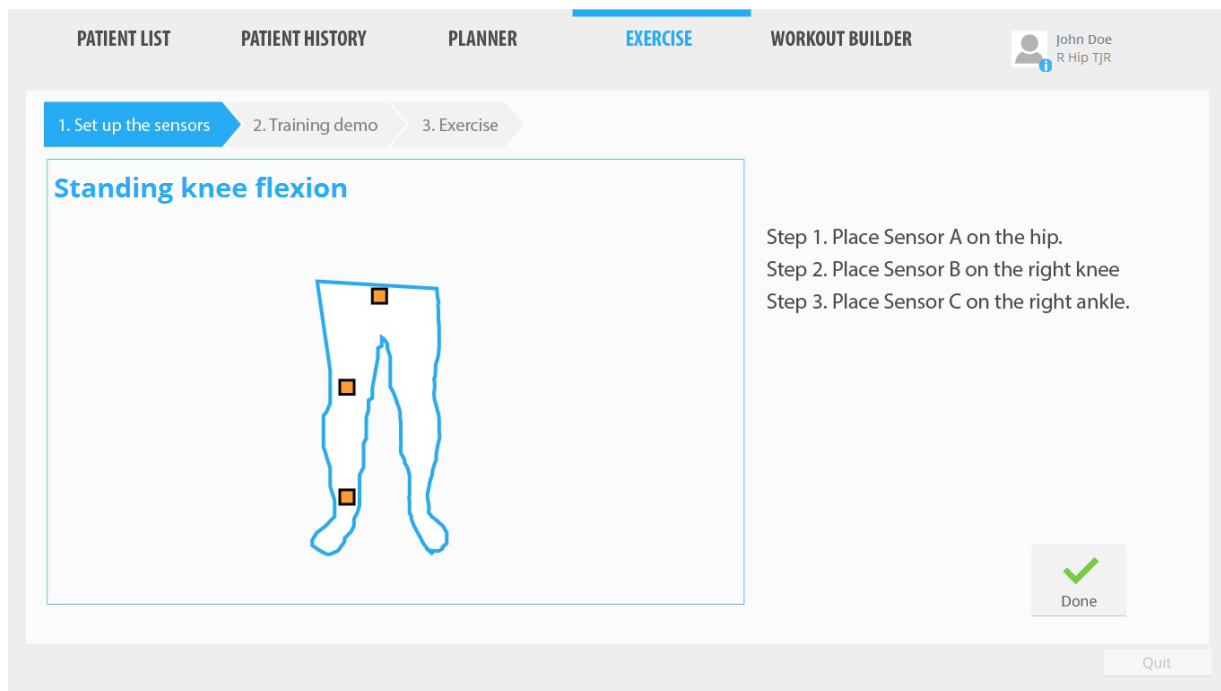 PATIENT LIST PATIENT HISTORY PLANNER EXERCISE WORKOUT BUILDER
John Doe
R Hip TJR
1. Set up the sensors 2. Training demo 3. Exercise
Standing knee flexion
Step 1. Place Sensor A on the hip.
Step 2. Place Sensor B on the right knee
Step 3. Place Sensor C on the right ankle.
Done
Quit